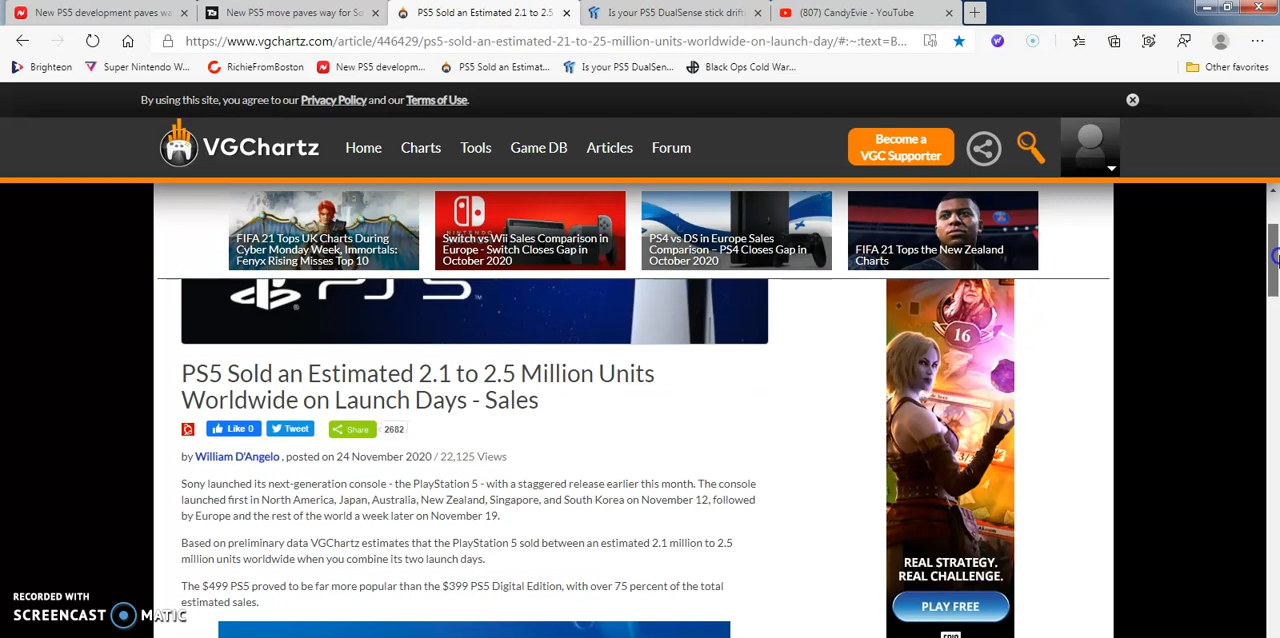 New PS5 development paves wa
New PS5 move paves way for So
PS5 Sold an Estimated 2.1 to 2.5
Is your PS5 DualSense stick drift
(807) CandyEvie - YouTube
https://www.vgchartz.com/article/446429/ps5-sold-an-estimated-21-to-25-million-units-worldwide-on-launch-day/#:~:text=B...
Brighteon
Super Nintendo W...
RichieFromBoston
New PS5 developm...
PS5 Sold an Estimat...
Is your PS5 DualSen...
Black Ops Cold War...
Other favorites
By using this site, you agree to our Privacy Policy and our Terms of Use.
VGChartz
Home
Charts
Tools
Game DB
Articles
Forum
Become a
VGC Supporter
FIFA 21 Tops UK Charts During
Cyber Monday Week, Immortals:
Fenyx Rising Misses Top 10
Switch vs Wii Sales Comparison in
Europe - Switch Closes Gap in
October 2020
PS4 vs DS in Europe Sales
Comparison – PS4 Closes Gap in
October 2020
FIFA 21 Tops the New Zealand
Charts
PS5
PS5 Sold an Estimated 2.1 to 2.5 Million Units
Worldwide on Launch Days - Sales
Like 0
Tweet
Share
2682
by William D'Angelo , posted on 24 November 2020 / 22,125 Views
Sony launched its next-generation console - the PlayStation 5 - with a staggered release earlier this month. The console
launched first in North America, Japan, Australia, New Zealand, Singapore, and South Korea on November 12, followed
by Europe and the rest of the world a week later on November 19.
Based on preliminary data VGChartz estimates that the PlayStation 5 sold between an estimated 2.1 million to 2.5
million units worldwide when you combine its two launch days.
The $499 PS5 proved to be far more popular than the $399 PS5 Digital Edition, with over 75 percent of the total
estimated sales.
16
REAL STRATEGY.
REAL CHALLENGE.
PLAY FREE
EPIC
RECORDED WITH
SCREENCAST MATIC